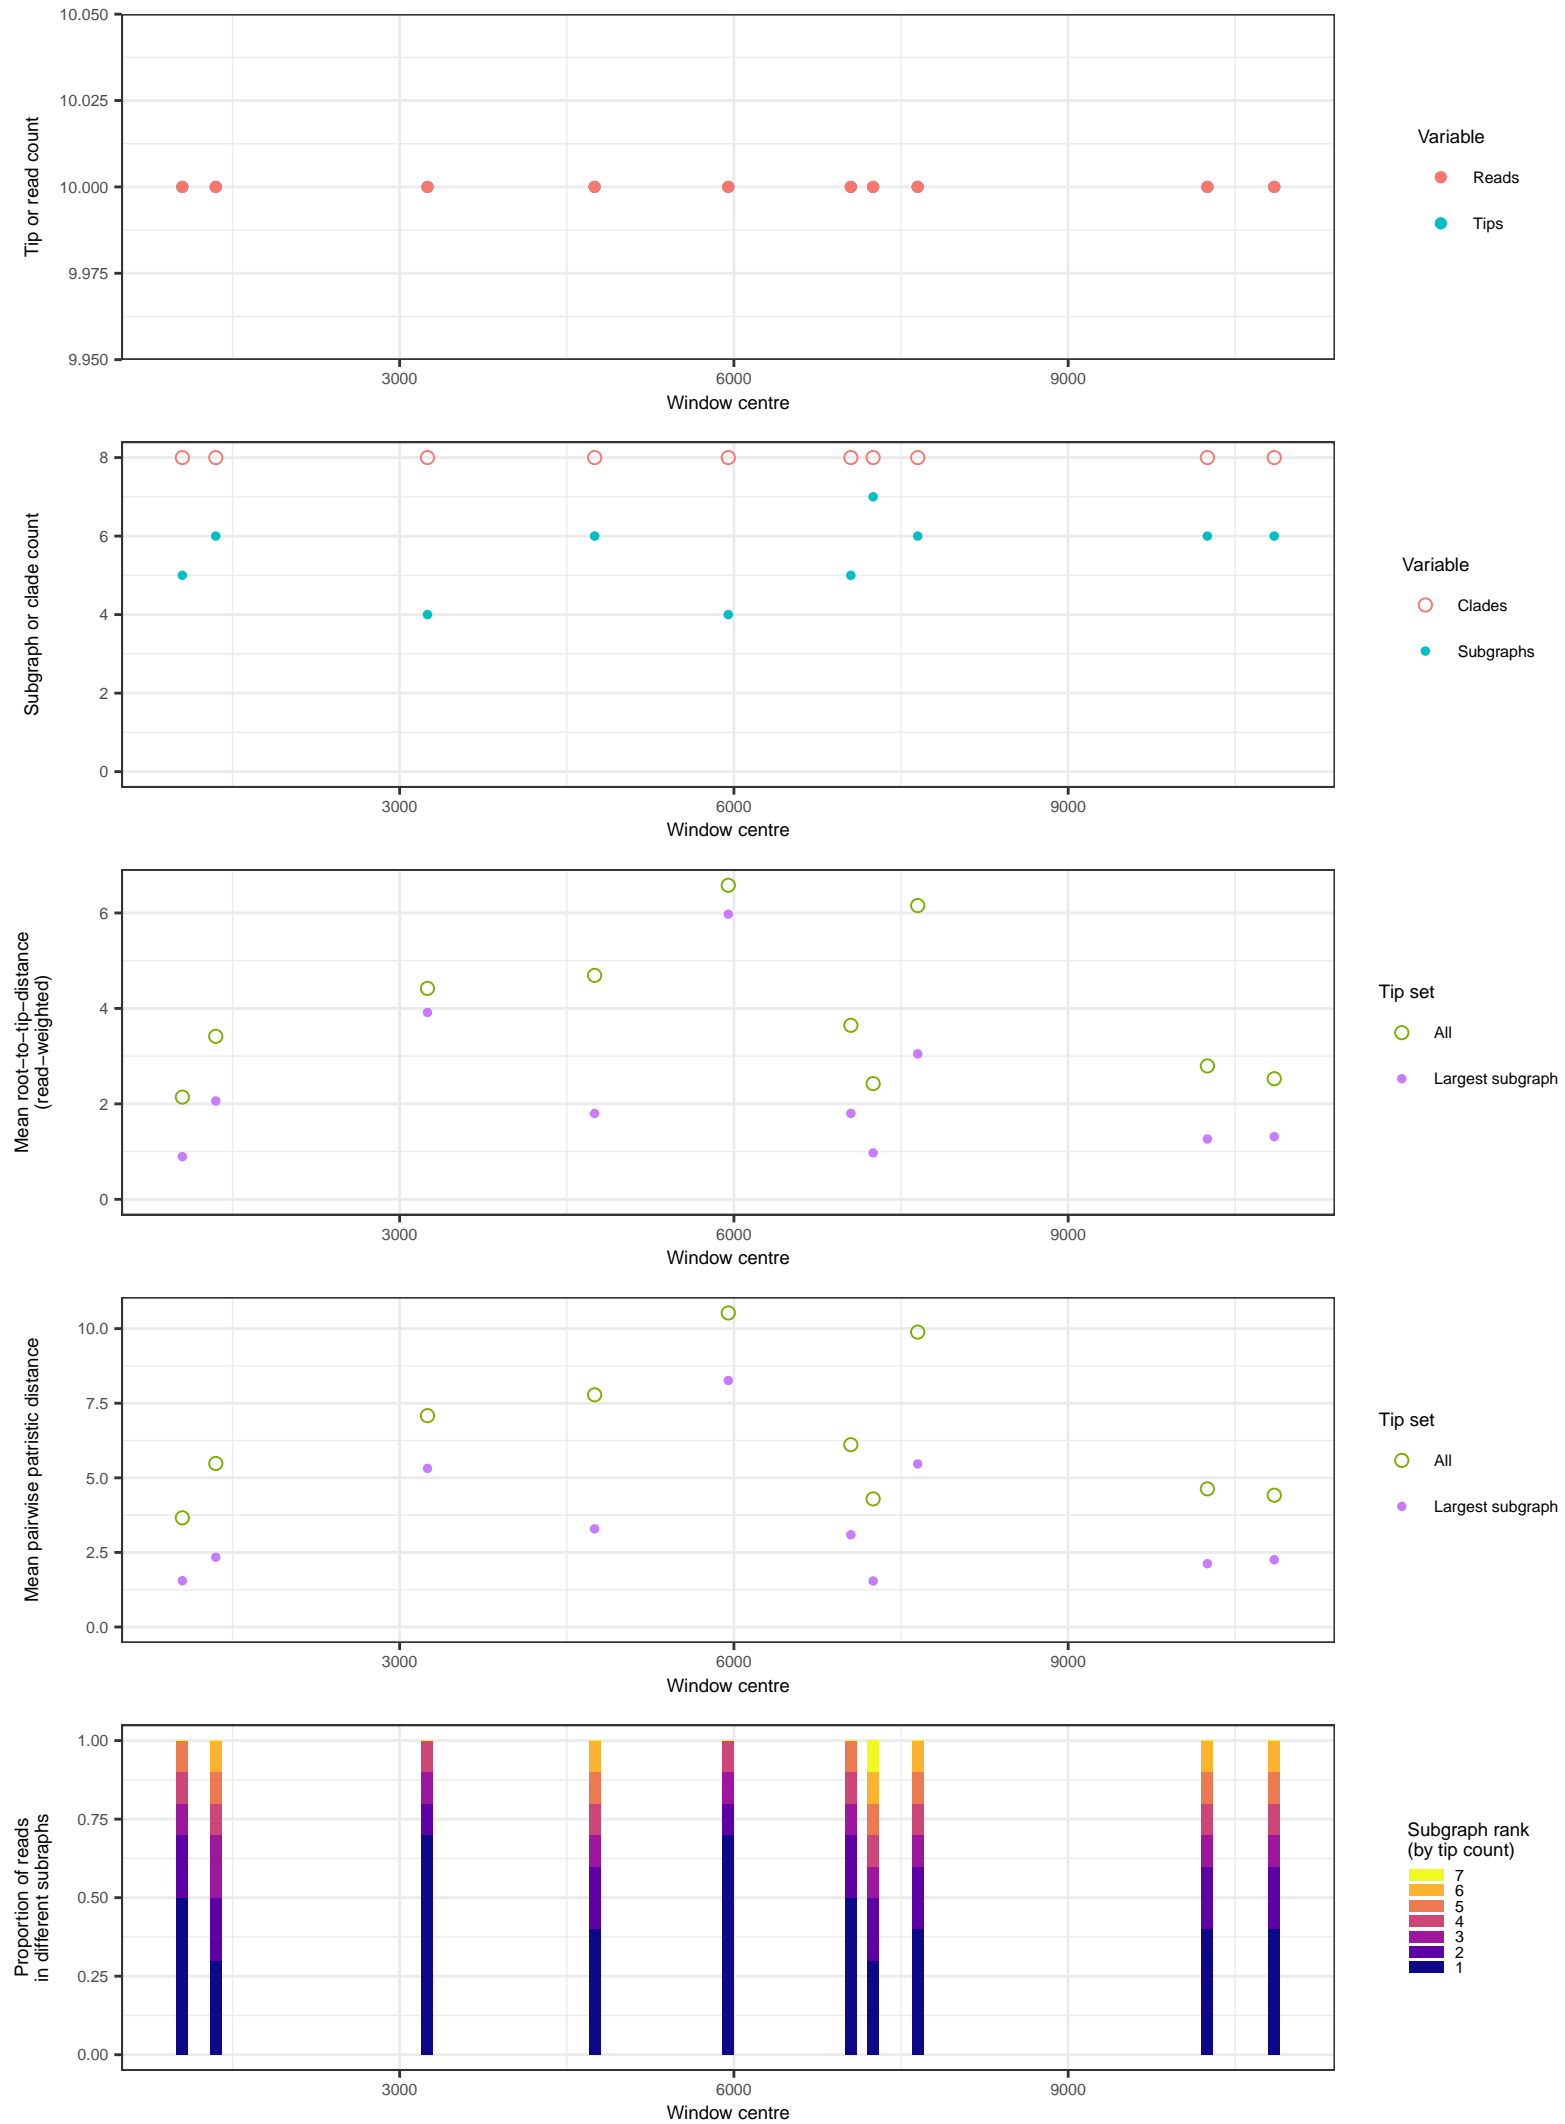 10.050
10.025
10.000
9.975
9.950
Tip or read count
3000
6000
9000
Window centre
Variable
Reads
Tips
8
6
4
2
0
Subgraph or clade count
3000
6000
9000
Window centre
Variable
Clades
Subgraphs
6
4
2
0
Mean root−to−tip−distance
(read−weighted)
3000
6000
9000
Window centre
Tip set
All
Largest subgraph
10.0
7.5
5.0
2.5
0.0
Mean pairwise patristic distance
3000
6000
9000
Window centre
Tip set
All
Largest subgraph
1.00
0.75
0.50
0.25
0.00
Proportion of reads
in different subraphs
3000
6000
9000
Window centre
Subgraph rank
(by tip count)
7
6
5
4
3
2
1